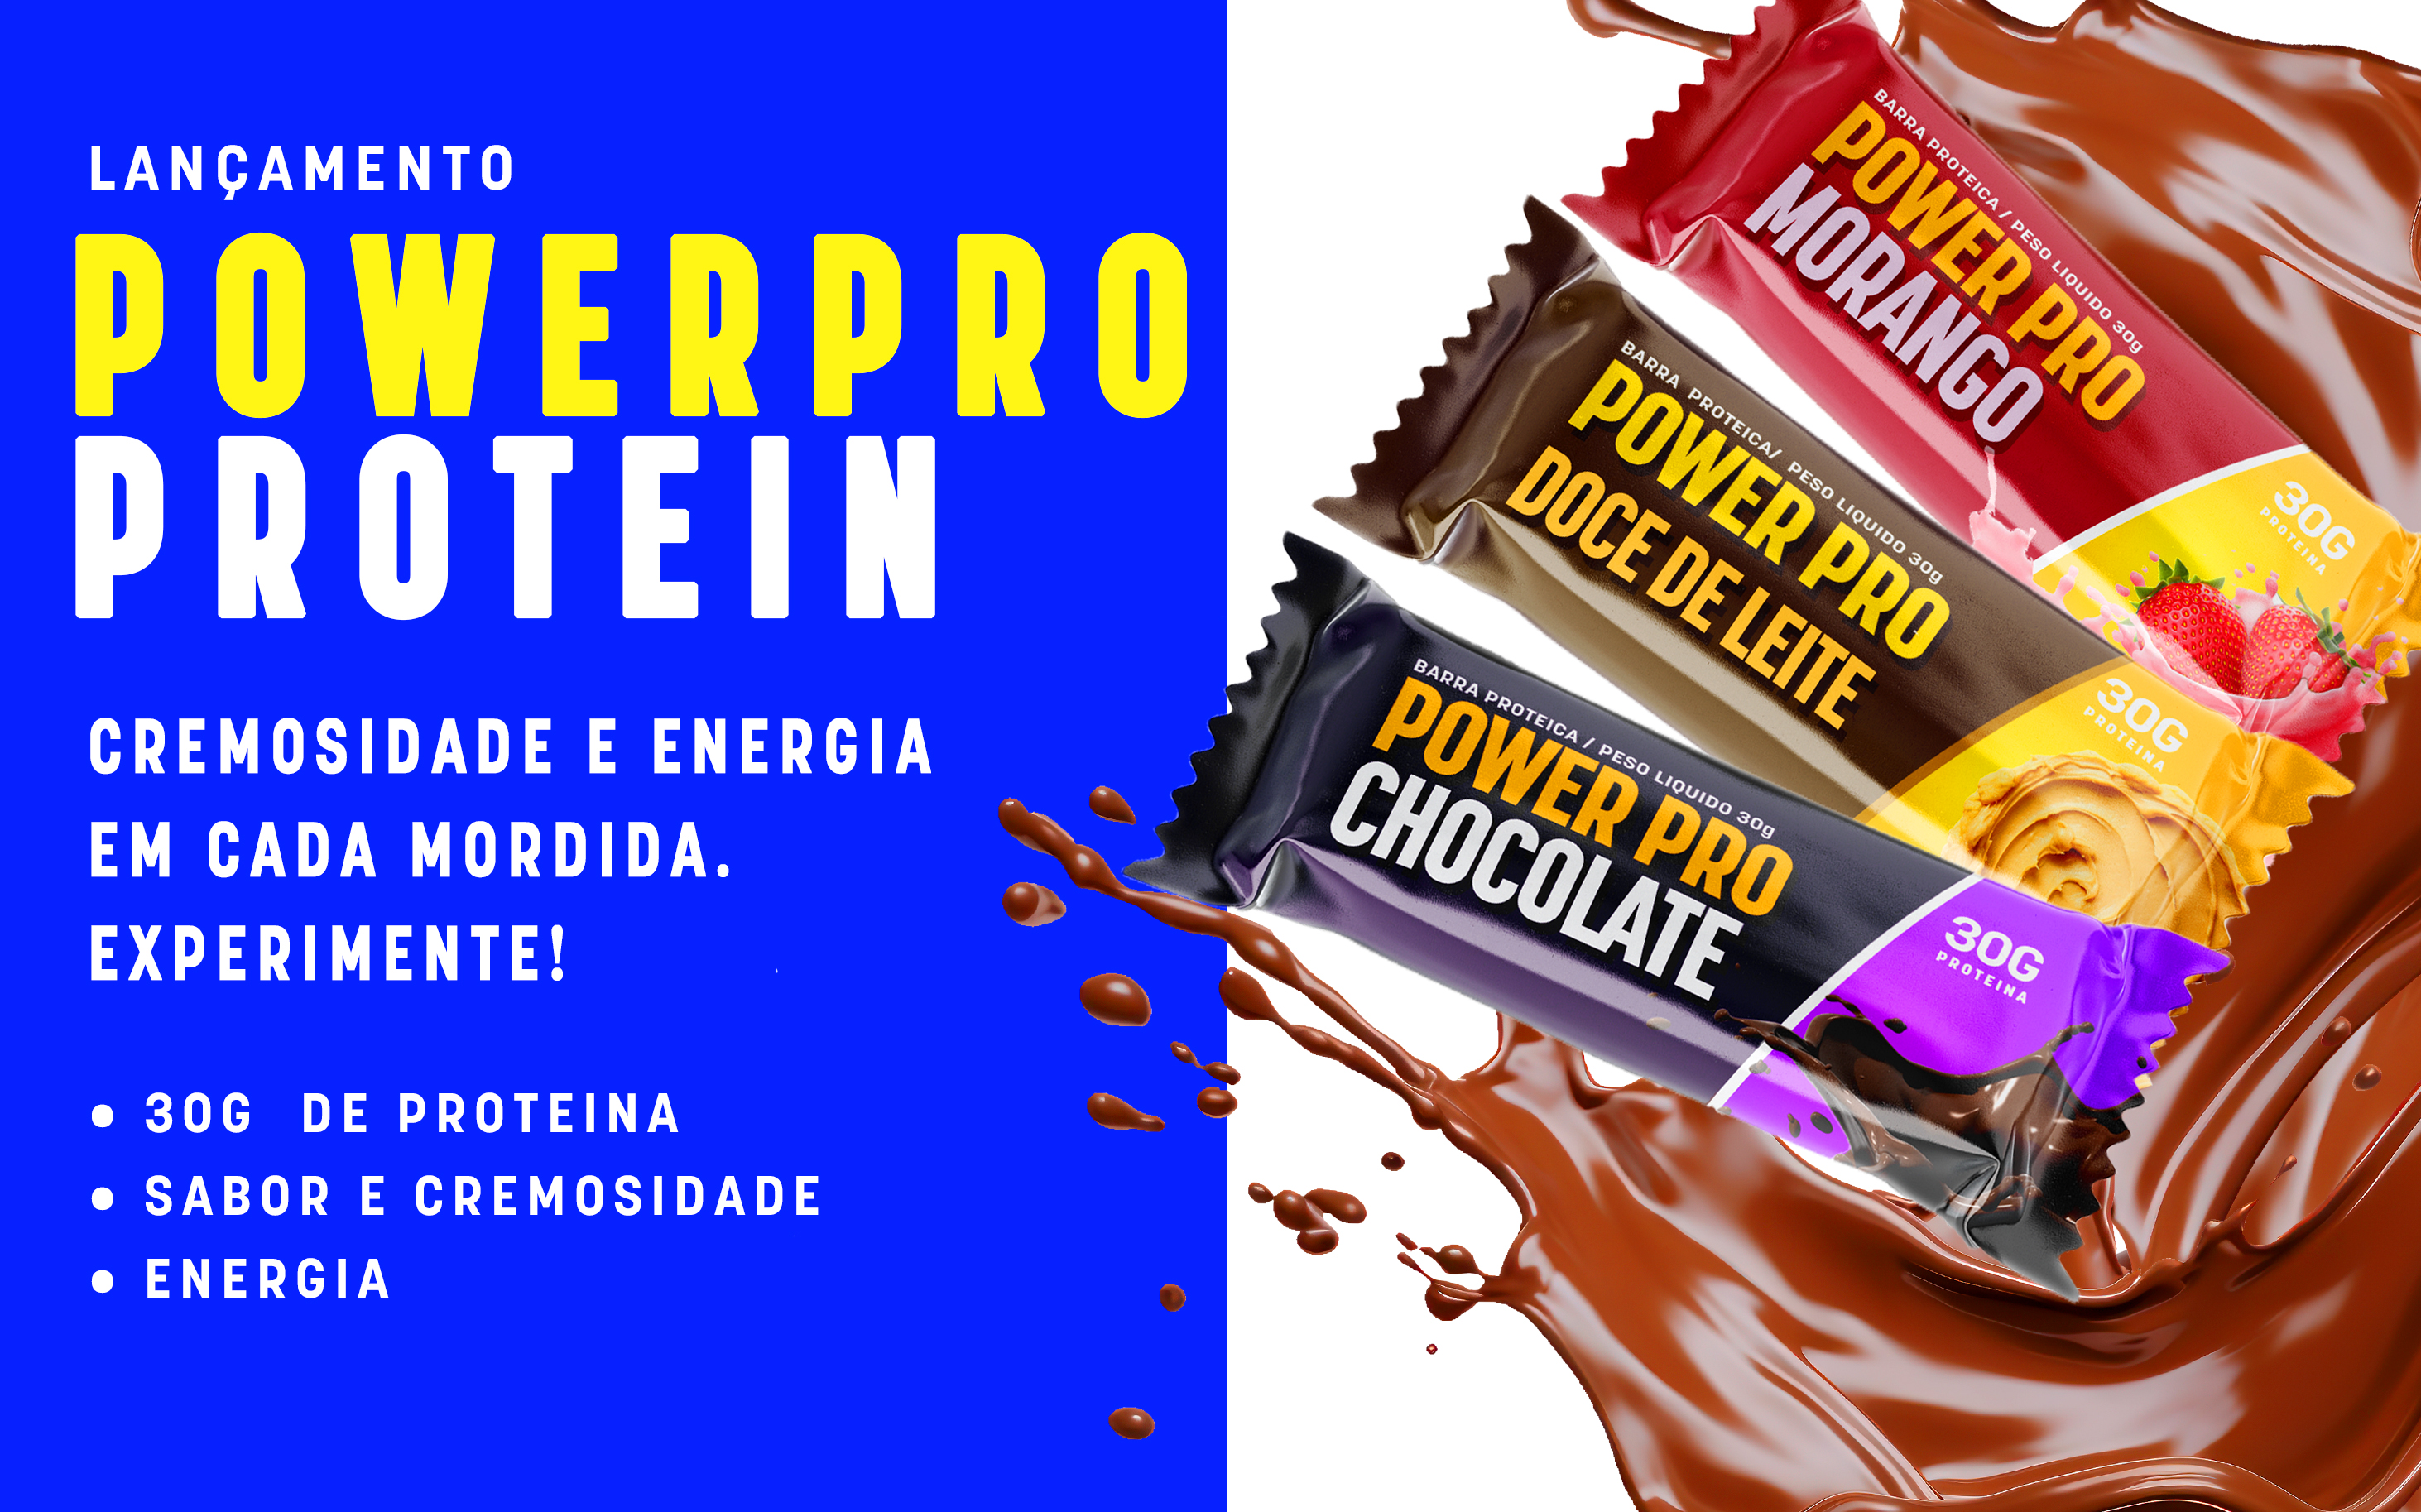 LANÇAMENTO
POWERPRO
PROTEIN
CREMOSIDADE E ENERGIA
EM CADA MORDIDA.
EXPERIMENTE!
• 30G DE PROTEINA
• SABOR E CREMOSIDADE
• ENERGIA
BARRA PROTEICA / PESO LIQUIDO 30g
POWER PRO
MORANGO
30G
PROTEINA
BARRA PROTEICA/ PESO LIQUIDO 30g
POWER PRO
DOCE DE LEITE
30G
PROTEINA
BARRA PROTEICA / PESO LIQUIDO 30g
POWER PRO
CHOCOLATE
30G
PROTEINA